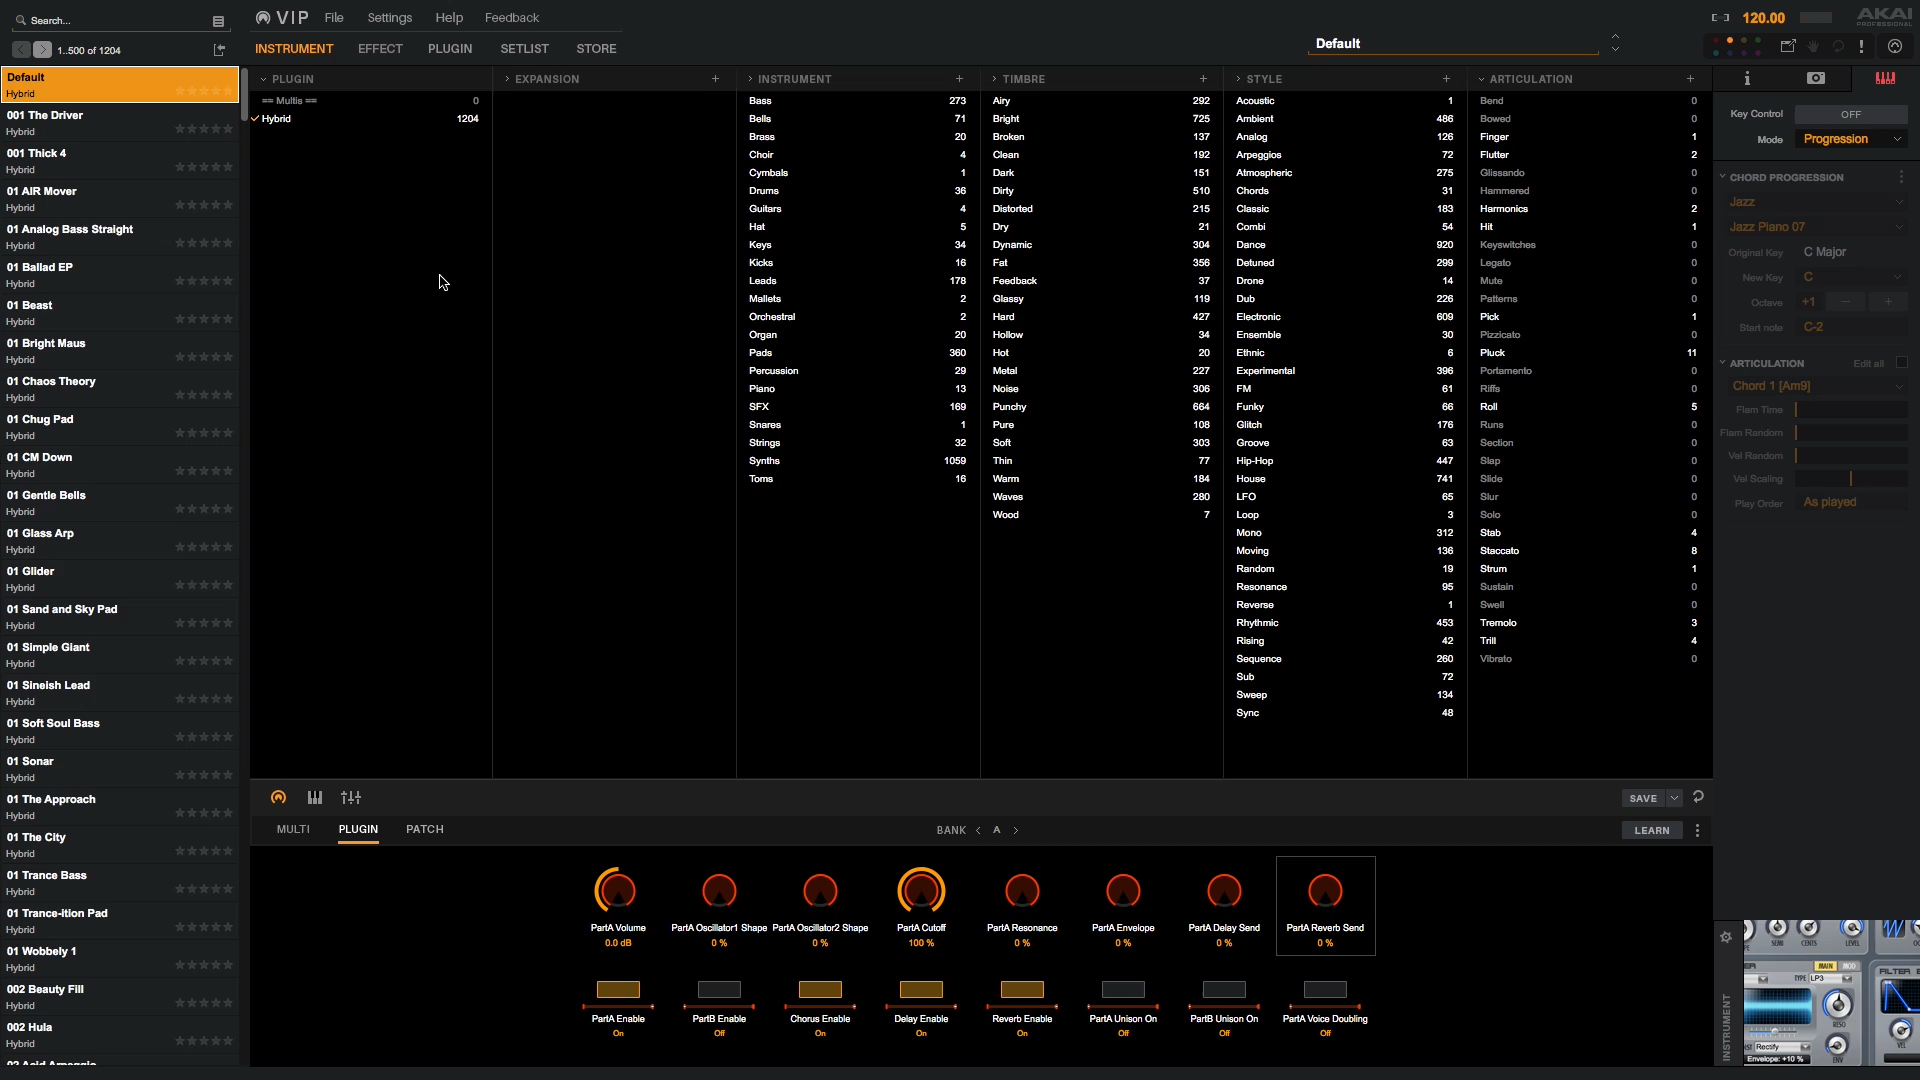 Search...
VIP File Settings Help Feedback
120.00
AKAI
PROFESSIONAL
1..500 of 1204
INSTRUMENT EFFECT PLUGIN SETLIST STORE
Default
PLUGIN EXPANSION + INSTRUMENT + TIMBRE + STYLE + ARTICULATION +
Default
Hybrid
001 The Driver
Hybrid
001 Thick 4
Hybrid
01 AIR Mover
Hybrid
01 Analog Bass Straight
Hybrid
01 Ballad EP
Hybrid
01 Beast
Hybrid
01 Bright Maus
Hybrid
01 Chaos Theory
Hybrid
01 Chug Pad
Hybrid
01 CM Down
Hybrid
01 Gentle Bells
Hybrid
01 Glass Arp
Hybrid
01 Glider
Hybrid
01 Sand and Sky Pad
Hybrid
01 Simple Giant
Hybrid
01 Sineish Lead
Hybrid
01 Soft Soul Bass
Hybrid
01 Sonar
Hybrid
01 The Approach
Hybrid
01 The City
Hybrid
01 Trance Bass
Hybrid
01 Trance-ition Pad
Hybrid
01 Wobbely 1
Hybrid
002 Beauty Fill
Hybrid
002 Hula
Hybrid
== Multis == 0
Hybrid 1204
Bass 273
Bells 71
Brass 20
Choir 4
Cymbals 1
Drums 36
Guitars 4
Hat 5
Keys 34
Kicks 16
Leads 178
Mallets 2
Orchestral 2
Organ 20
Pads 360
Percussion 29
Piano 13
SFX 169
Snares 1
Strings 32
Synths 1059
Toms 16
Airy 292
Bright 725
Broken 137
Clean 192
Dark 151
Dirty 510
Distorted 215
Dry 21
Dynamic 304
Fat 356
Feedback 37
Glassy 119
Hard 427
Hollow 34
Hot 20
Metal 227
Noise 306
Punchy 664
Pure 108
Soft 303
Thin 77
Warm 184
Waves 280
Wood 7
Acoustic 1
Ambient 486
Analog 126
Arpeggios 72
Atmospheric 275
Chords 31
Classic 183
Combi 54
Dance 920
Detuned 299
Drone 14
Dub 226
Electronic 609
Ensemble 30
Ethnic 6
Experimental 396
FM 61
Funky 66
Glitch 176
Groove 63
Hip-Hop 447
House 741
LFO 65
Loop 3
Mono 312
Moving 136
Random 19
Resonance 95
Reverse 1
Rhythmic 453
Rising 42
Sequence 260
Sub 72
Sweep 134
Sync 48
Bend 0
Bowed 0
Finger 1
Flutter 2
Glissando 0
Hammered 0
Harmonics 2
Hit 1
Keyswitches 0
Legato 0
Mute 0
Patterns 0
Pick 1
Pizzicato 0
Pluck 11
Portamento 0
Riffs 0
Roll 5
Runs 0
Section 0
Slap 0
Slide 0
Slur 0
Solo 0
Stab 4
Staccato 8
Strum 1
Sustain 0
Swell 0
Tremolo 3
Trill 4
Vibrato 0
Key Control OFF
Mode Progression
CHORD PROGRESSION
Jazz
Jazz Piano 07
Original Key C Major
New Key C
Octave +1 − +
Start note C-2
ARTICULATION Edit all
Chord 1 [Am9]
Flam Time
Flam Random
Vel Random
Vel Scaling
Play Order As played
SAVE
MULTI PLUGIN PATCH
BANK < A >
LEARN
PartA Volume PartA Oscillator1 Shape PartA Oscillator2 Shape PartA Cutoff PartA Resonance PartA Envelope PartA Delay Send PartA Reverb Send
0.0 dB 0 % 0 % 100 % 0 % 0 % 0 % 0 %
PartA Enable PartB Enable Chorus Enable Delay Enable Reverb Enable PartA Unison On PartB Unison On PartA Voice Doubling
On Off On On On Off Off Off
INSTRUMENT
SEMI CENTS LEVEL
MAIN MOD
TYPE LP3
FILTER
RESO
Rectify
ENV
VEL
Envelope: +10 %